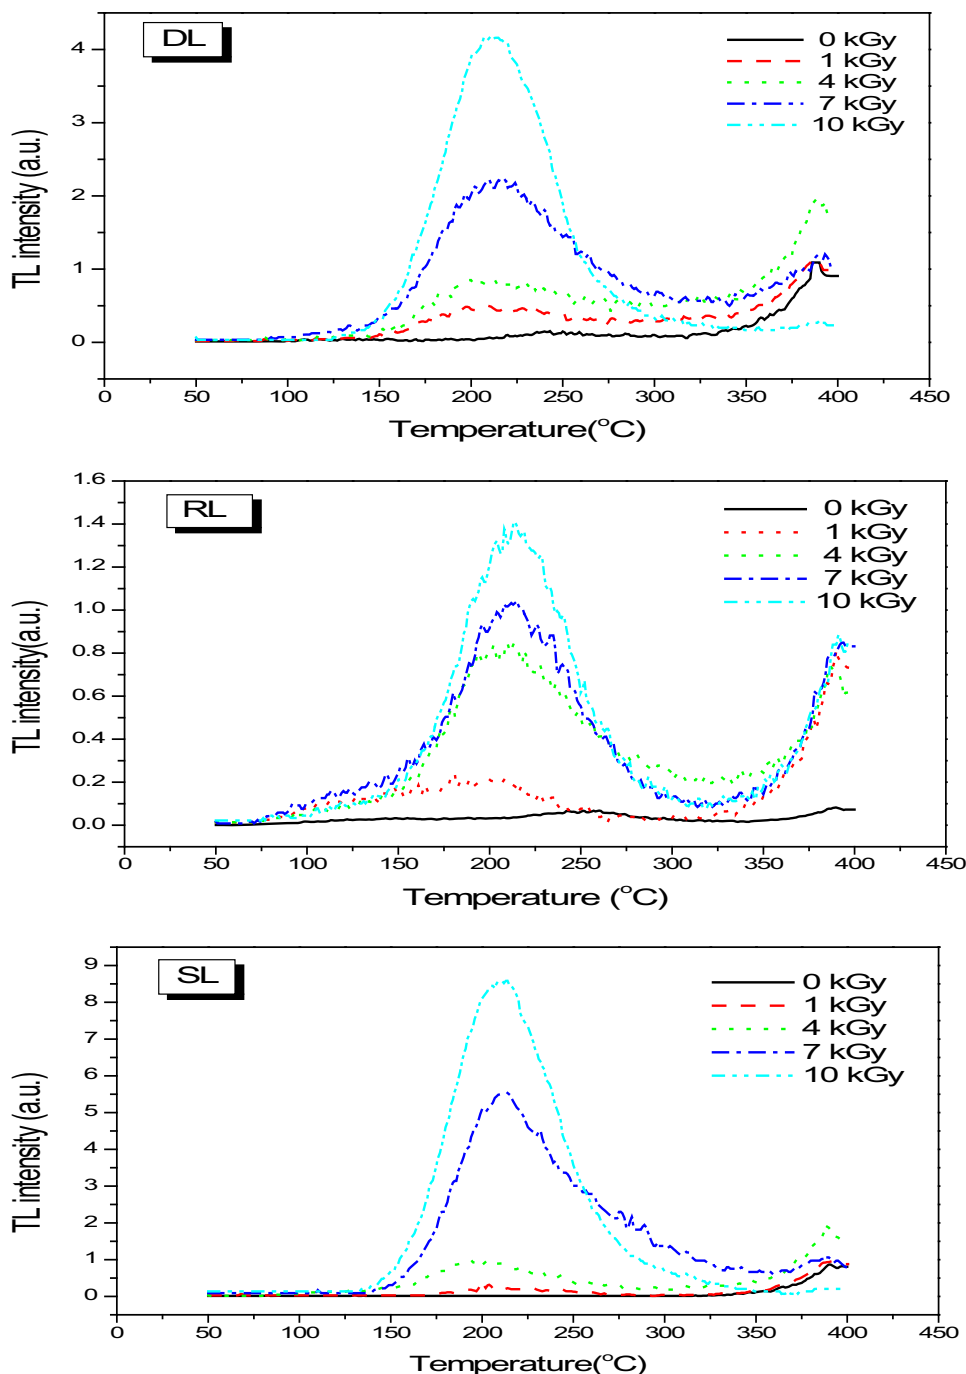 DL
0 kGy
1 kGy
4 kGy
7 kGy
10 kGy
4
3
2
1
0
TL intensity (a.u.)
0 50 100 150 200 250 300 350 400 450
Temperature(°C)
RL
0 kGy
1 kGy
4 kGy
7 kGy
10 kGy
1.6
1.4
1.2
1.0
0.8
0.6
0.4
0.2
0.0
TL intensity(a.u.)
0 50 100 150 200 250 300 350 400 450
Temperature (°C)
SL
0 kGy
1 kGy
4 kGy
7 kGy
10 kGy
9
8
7
6
5
4
3
2
1
0
TL intensity (a.u.)
0 50 100 150 200 250 300 350 400 450
Temperature(°C)